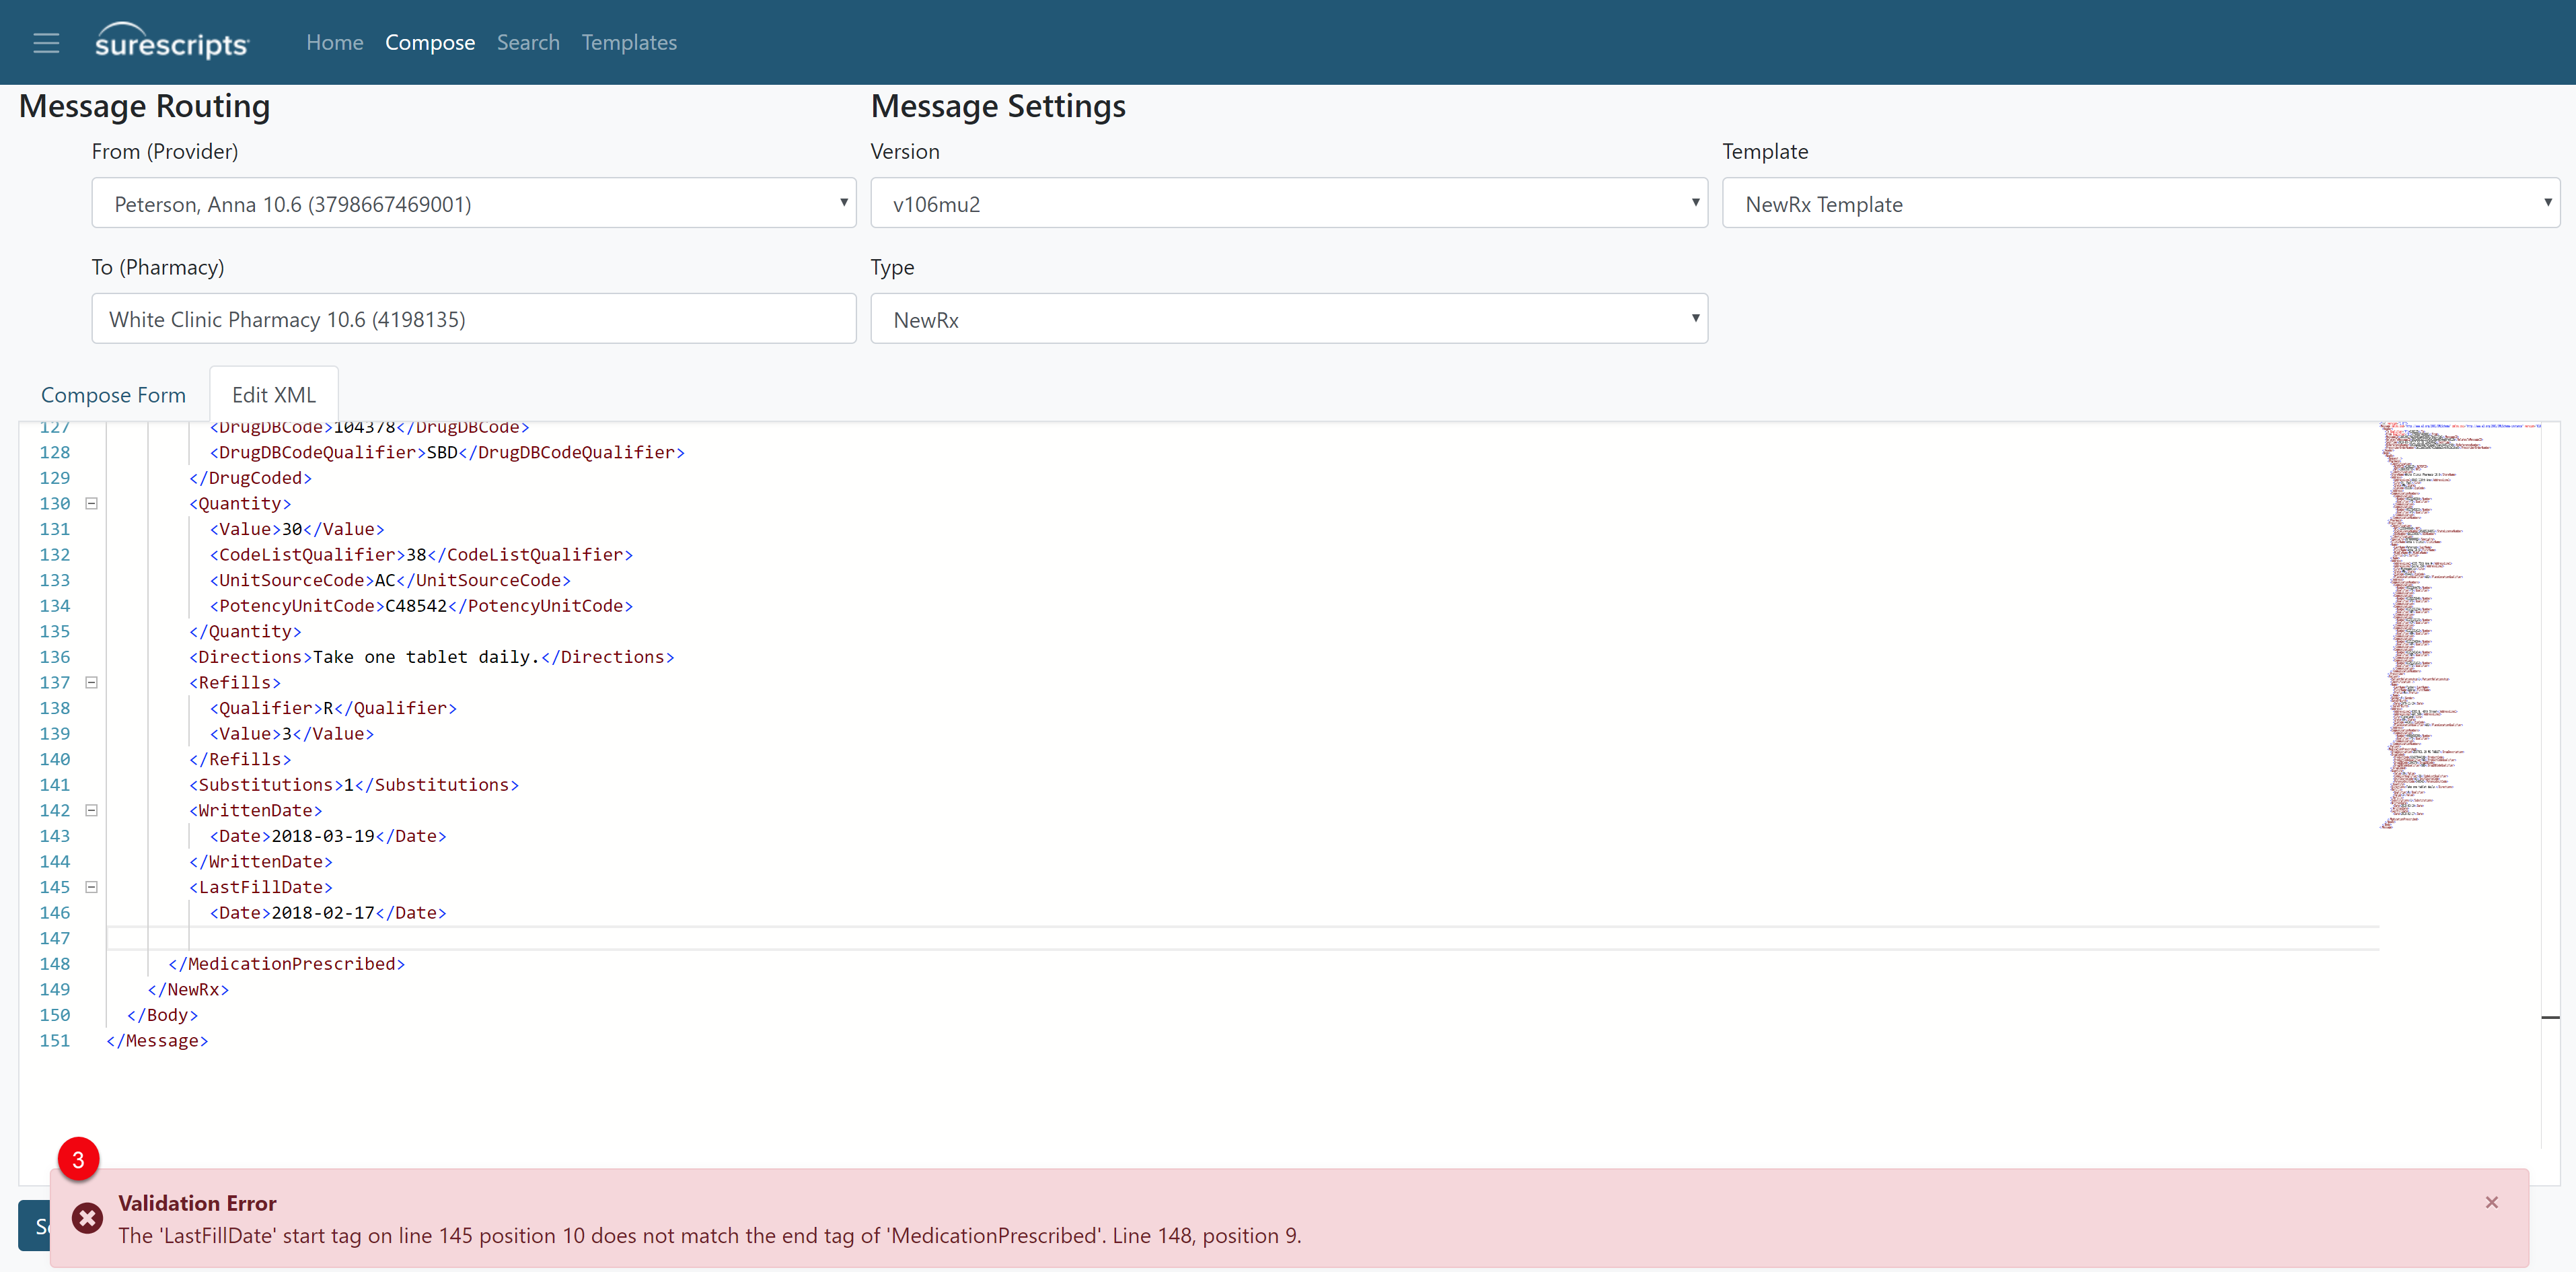 surescripts
Home Compose Search Templates
Message Routing
Message Settings
From (Provider)
Version
Template
Peterson, Anna 10.6 (3798667469001)
v106mu2
NewRx Template
To (Pharmacy)
Type
White Clinic Pharmacy 10.6 (4198135)
NewRx
Compose Form
Edit XML
127 <DrugDBCode>104378</DrugDBCode>
128 <DrugDBCodeQualifier>SBD</DrugDBCodeQualifier>
129 </DrugCoded>
130 <Quantity>
131 <Value>30</Value>
132 <CodeListQualifier>38</CodeListQualifier>
133 <UnitSourceCode>AC</UnitSourceCode>
134 <PotencyUnitCode>C48542</PotencyUnitCode>
135 </Quantity>
136 <Directions>Take one tablet daily.</Directions>
137 <Refills>
138 <Qualifier>R</Qualifier>
139 <Value>3</Value>
140 </Refills>
141 <Substitutions>1</Substitutions>
142 <WrittenDate>
143 <Date>2018-03-19</Date>
144 </WrittenDate>
145 <LastFillDate>
146 <Date>2018-02-17</Date>
147
148 </MedicationPrescribed>
149 </NewRx>
150 </Body>
151 </Message>
3
Validation Error
The 'LastFillDate' start tag on line 145 position 10 does not match the end tag of 'MedicationPrescribed'. Line 148, position 9.